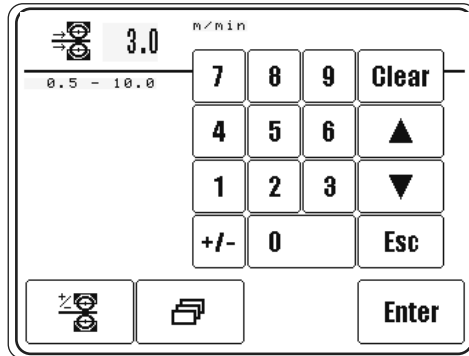 3.0 m/min
0.5 - 10.0
7 8 9 Clear
4 5 6
1 2 3
+/- 0 Esc
+/-
Enter